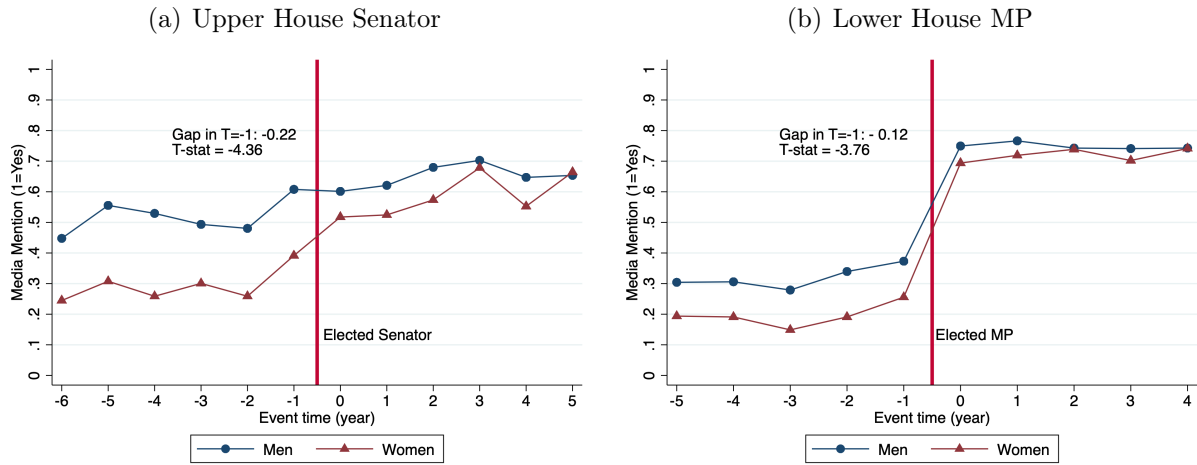 (a) Upper House Senator
Media Mention (1=Yes)
1
.9
.8
.7
.6
.5
.4
.3
.2
.1
0
Gap in T=-1: -0.22
T-stat = -4.36
Elected Senator
-6 -5 -4 -3 -2 -1 0 1 2 3 4 5
Event time (year)
Men Women
(b) Lower House MP
Media Mention (1=Yes)
1
.9
.8
.7
.6
.5
.4
.3
.2
.1
0
Gap in T=-1: - 0.12
T-stat = -3.76
Elected MP
-5 -4 -3 -2 -1 0 1 2 3 4
Event time (year)
Men Women